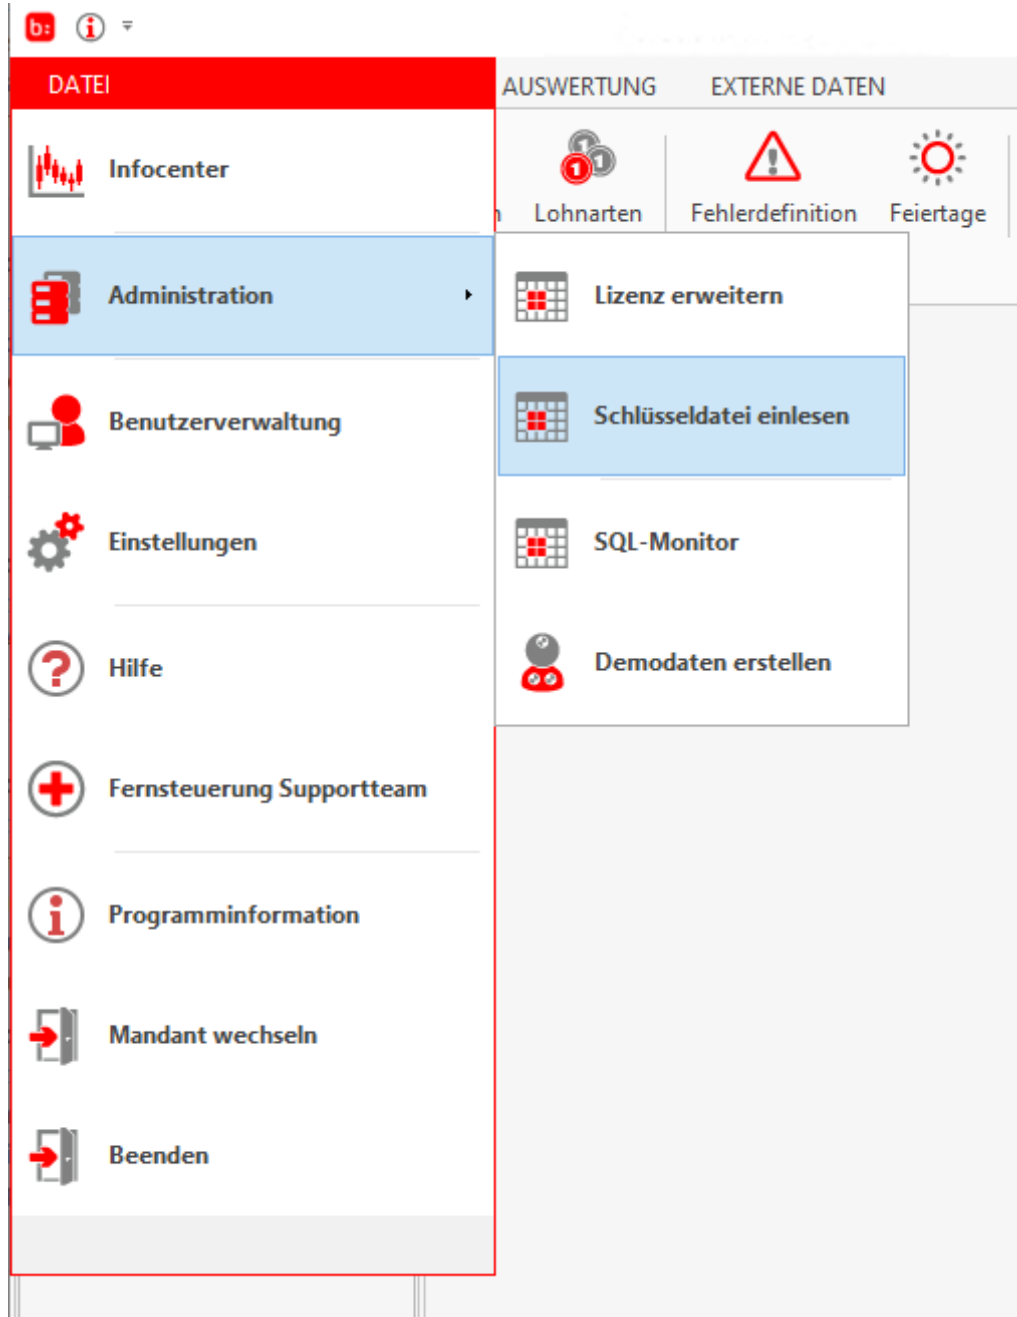 b:
DATEI
AUSWERTUNG
EXTERNE DATEN
Infocenter
n
Lohnarten
Fehlerdefinition
Feiertage
Administration
Lizenz erweitern
Schlüsseldatei einlesen
Benutzerverwaltung
SQL-Monitor
Einstellungen
Demodaten erstellen
Hilfe
Fernsteuerung Supportteam
Programminformation
Mandant wechseln
Beenden